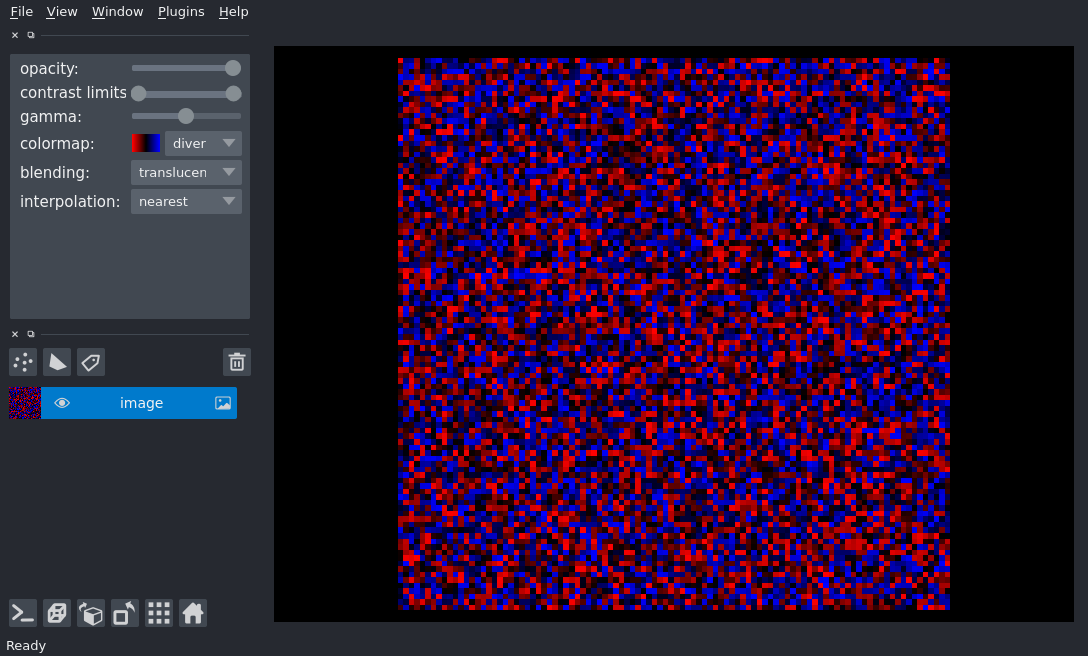 File View Window Plugins Help
opacity:
contrast limits
gamma:
colormap: diver
blending: translucen
interpolation: nearest
image
Ready